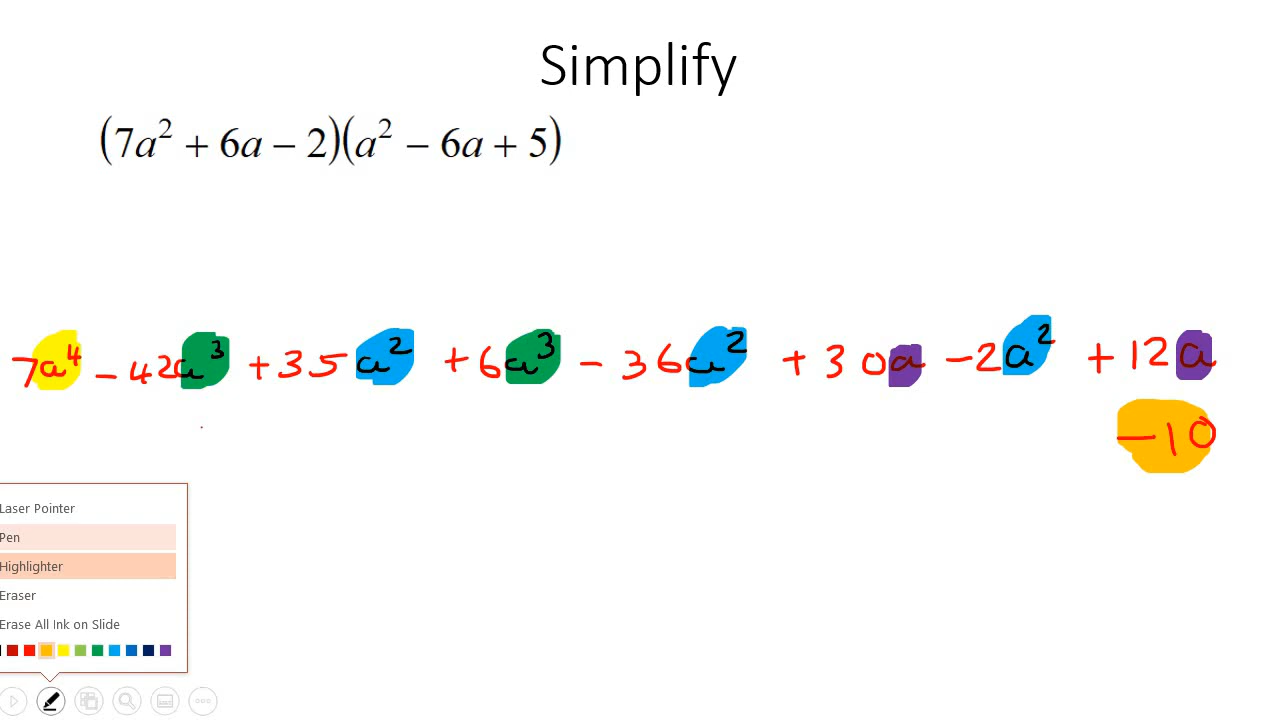 Simplify
(7a² + 6a − 2)(a² − 6a + 5)
7a⁴ − 42a³ + 35a² + 6a³ − 36a² + 30a − 2a² + 12a
− 10
Laser Pointer
Pen
Highlighter
Eraser
Erase All Ink on Slide